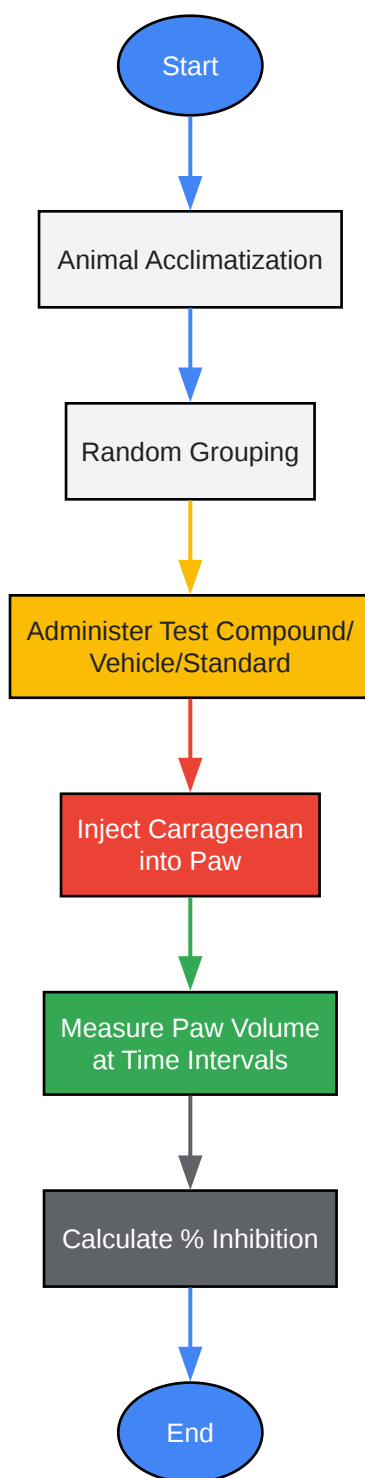 Start
Animal Acclimatization
Random Grouping
Administer Test Compound/
Vehicle/Standard
Inject Carrageenan
into Paw
Measure Paw Volume
at Time Intervals
Calculate % Inhibition
End